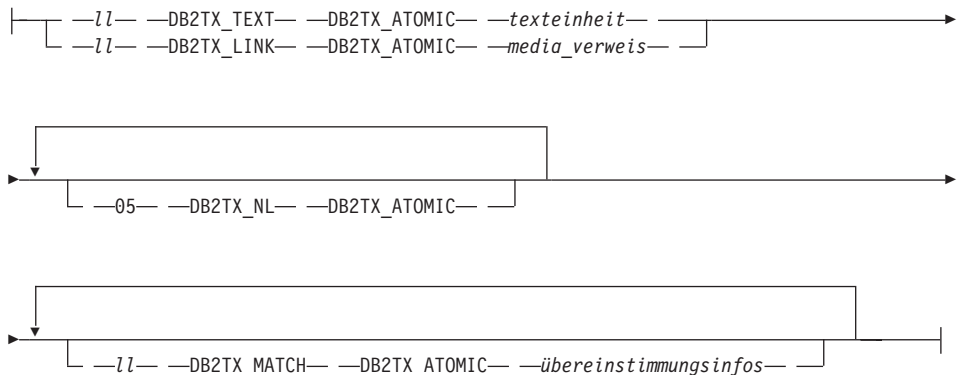 ll DB2TX_TEXT DB2TX_ATOMIC texteinheit
ll DB2TX_LINK DB2TX_ATOMIC media_verweis
05 DB2TX_NL DB2TX_ATOMIC
ll DB2TX_MATCH DB2TX_ATOMIC übereinstimmungsinfos